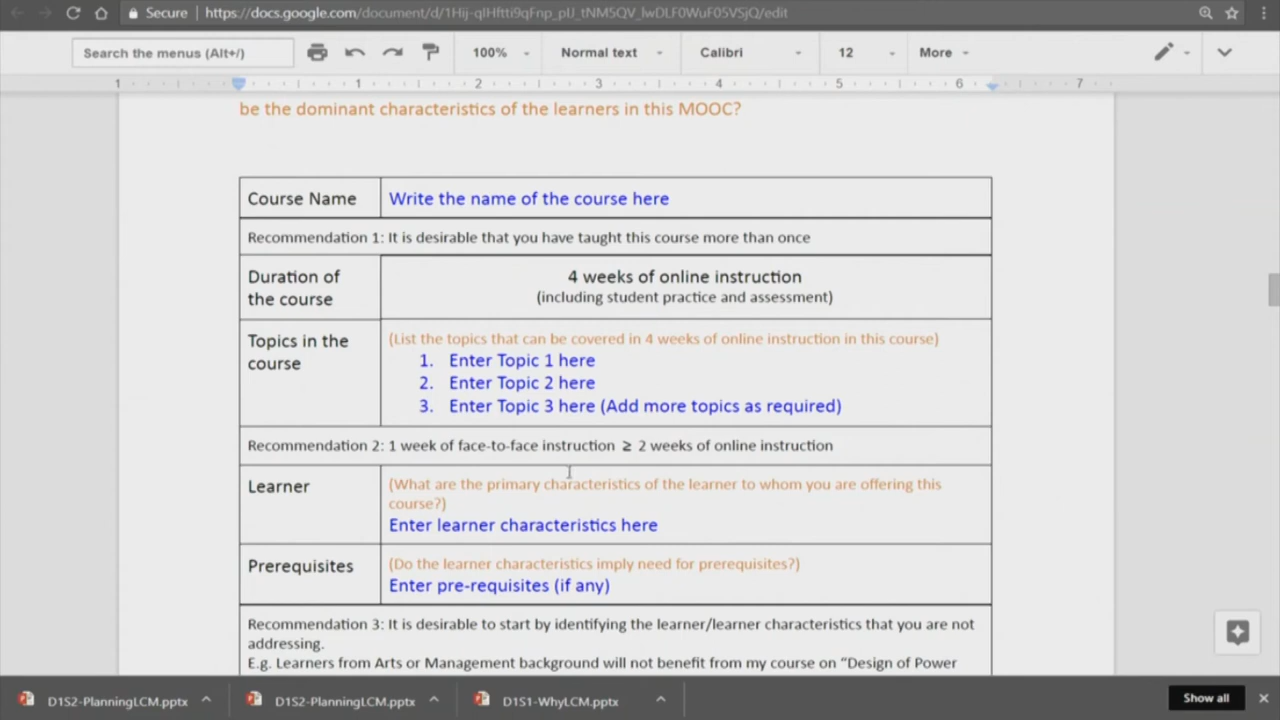 Secure https://docs.google.com/document/d/1Hij-qIHftti9qFnp_pU_tNM5QV_lwDLF0WuF05VSjQ/edit
Search the menus (Alt+/) 100% Normal text Calibri 12 More
1 1 2 3 4 5 6 7
be the dominant characteristics of the learners in this MOOC?
Course Name Write the name of the course here
Recommendation 1: It is desirable that you have taught this course more than once
Duration of the course
4 weeks of online instruction
(including student practice and assessment)
Topics in the course
(List the topics that can be covered in 4 weeks of online instruction in this course)
1. Enter Topic 1 here
2. Enter Topic 2 here
3. Enter Topic 3 here (Add more topics as required)
Recommendation 2: 1 week of face-to-face instruction ≥ 2 weeks of online instruction
Learner
(What are the primary characteristics of the learner to whom you are offering this
course?)
Enter learner characteristics here
Prerequisites
(Do the learner characteristics imply need for prerequisites?)
Enter pre-requisites (if any)
Recommendation 3: It is desirable to start by identifying the learner/learner characteristics that you are not
addressing.
E.g. Learners from Arts or Management background will not benefit from my course on “Design of Power
D1S2-PlanningLCM.pptx D1S2-PlanningLCM.pptx D1S1-WhyLCM.pptx Show all